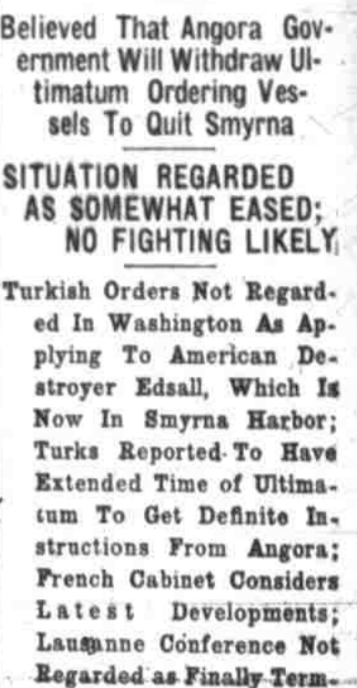 Believed That Angora Gov-
ernment Will Withdraw Ul-
timatum Ordering Ves-
sels To Quit Smyrna
SITUATION REGARDED
AS SOMEWHAT EASED;
NO FIGHTING LIKELY
Turkish Orders Not Regard-
ed In Washington As Ap-
plying To American De-
stroyer Edsall, Which Is
Now In Smyrna Harbor;
Turks Reported To Have
Extended Time of Ultima-
tum To Get Definite In-
structions From Angora;
French Cabinet Considers
Latest Developments;
Lausanne Conference Not
Regarded as Finally Term-